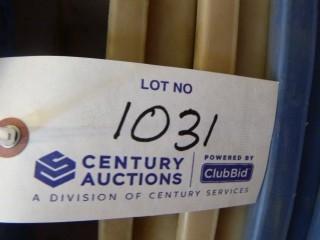 LOT NO
1031
CENTURY AUCTIONS
POWERED BY
ClubBid
A DIVISION OF CENTURY SERVICES